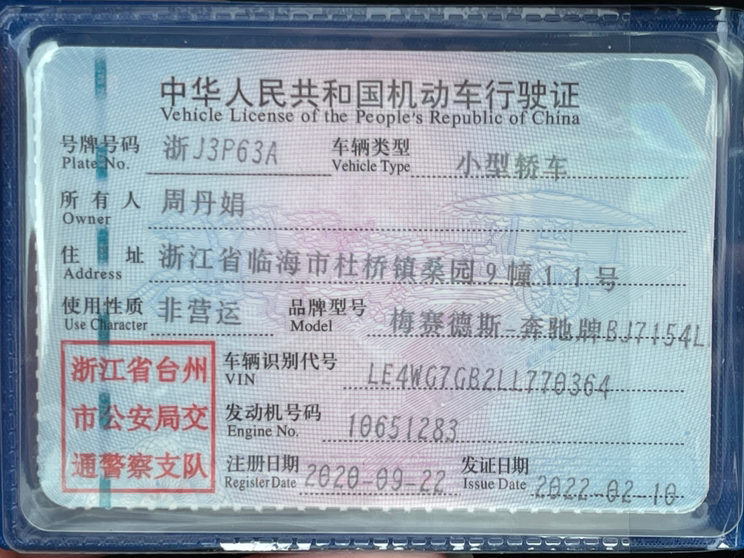 中华人民共和国机动车行驶证
Vehicle License of the People's Republic of China
号牌号码 浙J3P63A 车辆类型 小型轿车
Plate No. Vehicle Type
所有人 周丹娟
Owner
住址 浙江省临海市杜桥镇桑园9幢11号
Address
使用性质 非营运 品牌型号 梅赛德斯-奔驰牌BJ7154L
Use Character Model
浙江省台州
市公安局交
通警察支队
车辆识别代号 LE4WG7GB2LL770364
VIN
发动机号码 10651283
Engine No.
注册日期 2020-09-22 发证日期 2022-02-10
Register Date Issue Date